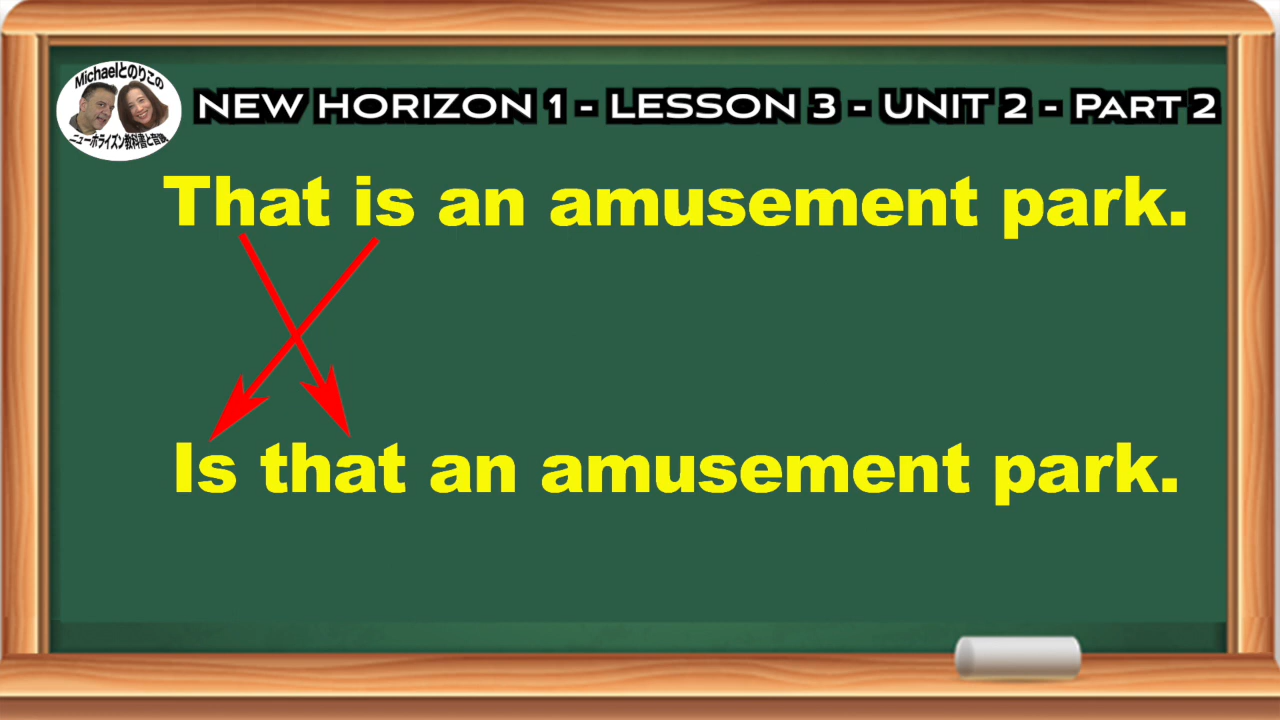 Michaelとのりこの
ニューホライズン教科書と音読
NEW HORIZON 1 - LESSON 3 - UNIT 2 - PART 2
That is an amusement park.
Is that an amusement park.